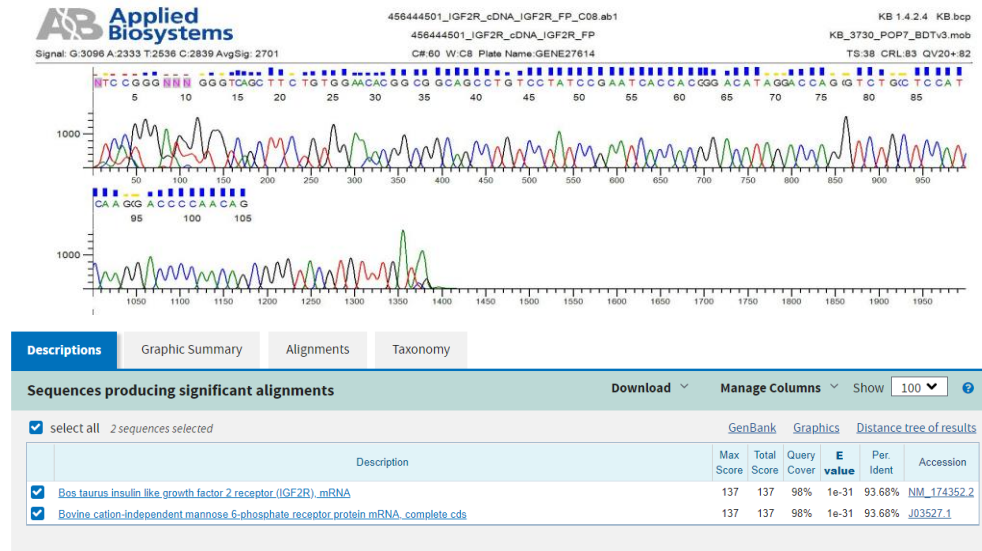 AB Applied Biosystems
456444501_IGF2R_cDNA_IGF2R_FP_C08.ab1
KB 1.4.2.4 KB.bcp
456444501_IGF2R_cDNA_IGF2R_FP
KB_3730_POP7_BDTv3.mob
Signal: G:3096 A:2333 T:2536 C:2839 AvgSig: 2701
C#:60 W:C8 Plate Name:GENE27614
TS:38 CRL:83 QV20+:82
NTCCGGGNNN GGGTCAGCTTCTGTGGAACACGGCGGCAGCCTGTCCTATCCGAATCACCACGGGACATAGGACCAG
5 10 15 20 25 30 35 40 45 50 55 60 65 70 75 80 85
1000
50 100 150 200 250 300 350 400 450 500 550 600 650 700 750 800 850 900 950
95 100 105
1000
1050 1100 1150 1200 1250 1300 1350 1400 1450 1500 1550 1600 1650 1700 1750 1800 1850 1900 1950
Descriptions Graphic Summary Alignments Taxonomy
Sequences producing significant alignments Download Manage Columns Show 100
select all 2 sequences selected GenBank Graphics Distance tree of results
Description Max Score Total Score Query Cover E value Per. Ident Accession
Bos taurus insulin like growth factor 2 receptor (IGF2R), mRNA 137 137 98% 1e-31 93.68% NM_174352.2
Bovine cation-independent mannose 6-phosphate receptor protein mRNA, complete cds 137 137 98% 1e-31 93.68% J03527.1